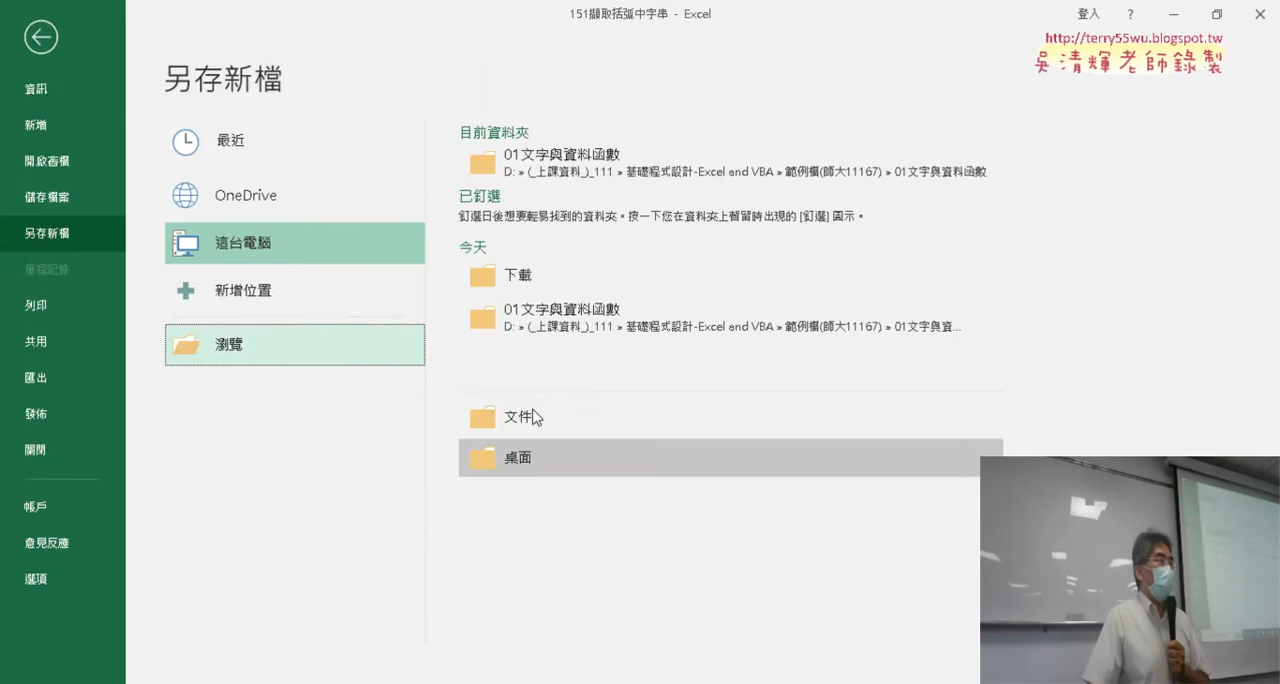 151擷取括弧中字串 - Excel
登入 ?
http://terry55wu.blogspot.tw
吳清輝老師錄製
資訊
新增
開啟舊檔
儲存檔案
另存新檔
列印
共用
匯出
發佈
關閉
帳戶
意見反應
選項
另存新檔
最近
OneDrive
這台電腦
新增位置
瀏覽
目前資料夾
01文字與資料函數
D: » (_上課資料_)_111 » 基礎程式設計-Excel and VBA » 範例檔(師大11167) » 01文字與資料函數
已釘選
釘選日後想要輕易找到的資料夾。按一下您在資料夾上暫留時出現的 [釘選] 圖示。
今天
下載
01文字與資料函數
D: » (_上課資料_)_111 » 基礎程式設計-Excel and VBA » 範例檔(師大11167) » 01文字與資...
文件
桌面